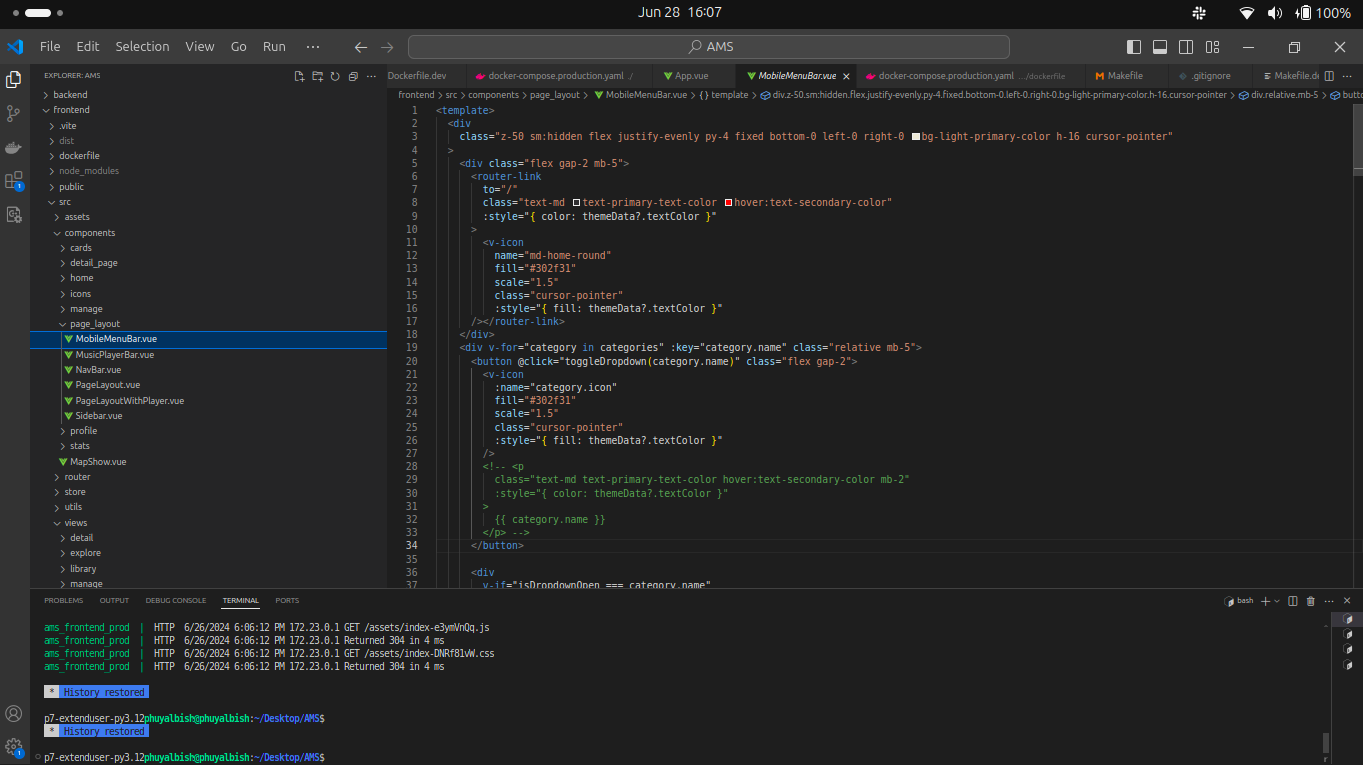 Jun 28 16:07
100%
File Edit Selection View Go Run ··· AMS
EXPLORER: AMS
backend
frontend
.vite
dist
dockerfile
node_modules
public
src
assets
components
cards
detail_page
home
icons
manage
page_layout
MobileMenuBar.vue
MusicPlayerBar.vue
NavBar.vue
PageLayout.vue
PageLayoutWithPlayer.vue
Sidebar.vue
profile
stats
MapShow.vue
router
store
utils
views
detail
explore
library
manage
Dockerfile.dev docker-compose.production.yaml / App.vue MobileMenuBar.vue docker-compose.production.yaml .../dockerfile Makefile .gitignore Makefile.de
frontend > src > components > page_layout > MobileMenuBar.vue > {} template > div.z-50.sm:hidden.flex.justify-evenly.py-4.fixed.bottom-0.left-0.right-0.bg-light-primary-color.h-16.cursor-pointer > div.relative.mb-5 > butto
1 <template>
2 <div
3 class="z-50 sm:hidden flex justify-evenly py-4 fixed bottom-0 left-0 right-0 bg-light-primary-color h-16 cursor-pointer"
4 >
5 <div class="flex gap-2 mb-5">
6 <router-link
7 to="/"
8 class="text-md text-primary-text-color hover:text-secondary-color"
9 :style="{ color: themeData?.textColor }"
10 >
11 <v-icon
12 name="md-home-round"
13 fill="#302f31"
14 scale="1.5"
15 class="cursor-pointer"
16 :style="{ fill: themeData?.textColor }"
17 /></router-link>
18 </div>
19 <div v-for="category in categories" :key="category.name" class="relative mb-5">
20 <button @click="toggleDropdown(category.name)" class="flex gap-2">
21 <v-icon
22 :name="category.icon"
23 fill="#302f31"
24 scale="1.5"
25 class="cursor-pointer"
26 :style="{ fill: themeData?.textColor }"
27 />
28 <!-- <p
29 class="text-md text-primary-text-color hover:text-secondary-color mb-2"
30 :style="{ color: themeData?.textColor }"
31 >
32 {{ category.name }}
33 </p> -->
34 </button>
35
36 <div
37 v-if="isDropdownOpen === category.name"
PROBLEMS OUTPUT DEBUG CONSOLE TERMINAL PORTS
bash
ams_frontend_prod | HTTP 6/26/2024 6:06:12 PM 172.23.0.1 GET /assets/index-e3ymVnQq.js
ams_frontend_prod | HTTP 6/26/2024 6:06:12 PM 172.23.0.1 Returned 304 in 4 ms
ams_frontend_prod | HTTP 6/26/2024 6:06:12 PM 172.23.0.1 GET /assets/index-DNRf81vW.css
ams_frontend_prod | HTTP 6/26/2024 6:06:12 PM 172.23.0.1 Returned 304 in 4 ms
* History restored
p7-extenduser-py3.12phuyalbish@phuyalbish:~/Desktop/AMS$
* History restored
p7-extenduser-py3.12phuyalbish@phuyalbish:~/Desktop/AMS$